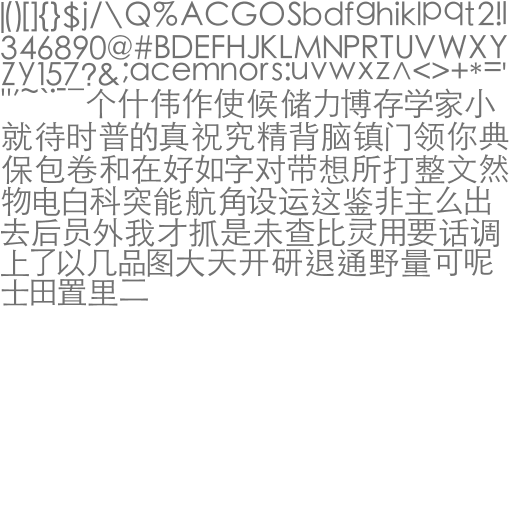 |()[]{}$j/\Q%ACGOSbdfghiklpqt2!I
346890@#BDEFHJKLMNPRTUVWXY
Zy157?&;acemnors:uvwxz^<>+*='
",~`.-_个什伟作使候储力博存学家小
就待时普的真祝究精背脑镇门领你典
保包卷和在好如字对带想所打整文然
物电白科突能航角设运这鉴非主么出
去后员外我才抓是未查比灵用要话调
上了以几品图大天开研退通野量可呢
士田置里二